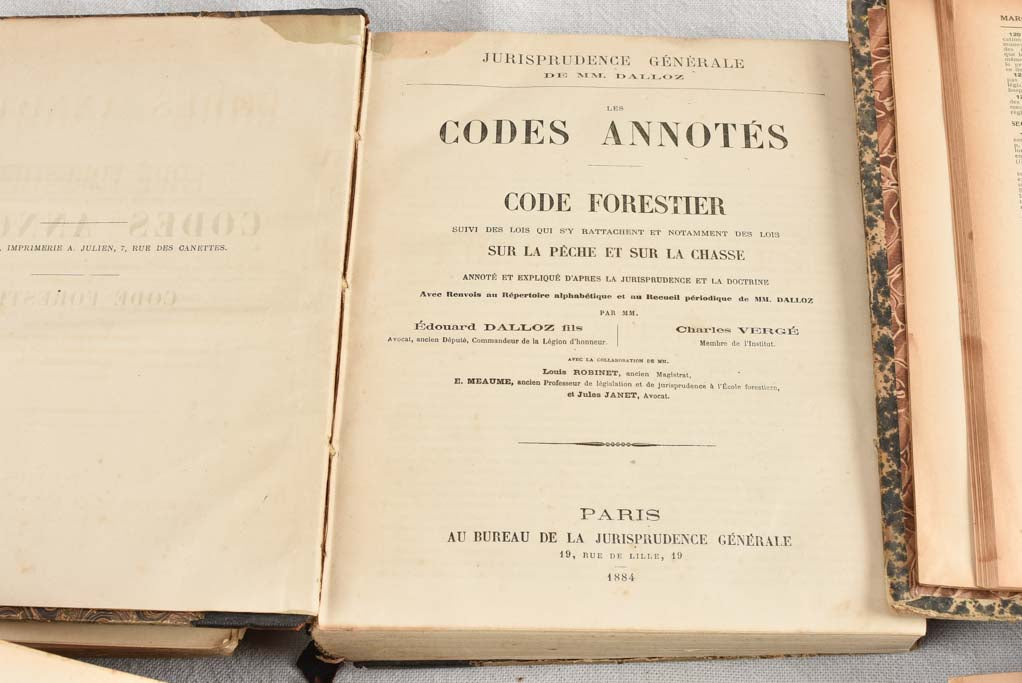 IMPRIMERIE A. JULIEN, 7, RUE DES CANETTES.
JURISPRUDENCE GÉNÉRALE
DE MM. DALLOZ
LES
CODES ANNOTÉS
CODE FORESTIER
SUIVI DES LOIS QUI S'Y RATTACHENT ET NOTAMMENT DES LOIS
SUR LA PÊCHE ET SUR LA CHASSE
ANNOTÉ ET EXPLIQUÉ D'APRES LA JURISPRUDENCE ET LA DOCTRINE
Avec Renvois au Répertoire alphabétique et au Recueil périodique de MM. DALLOZ
PAR MM.
Édouard DALLOZ fils
Avocat, ancien Député, Commandeur de la Légion d'honneur.
Charles VERGÉ
Membre de l'Institut.
AVEC LA COLLABORATION DE MM.
Louis ROBINET, ancien Magistrat,
E. MEAUME, ancien Professeur de législation et de jurisprudence à l'École forestiere,
et Jules JANET, Avocat.
PARIS
AU BUREAU DE LA JURISPRUDENCE GÉNÉRALE
19, RUE DE LILLE, 19
1884